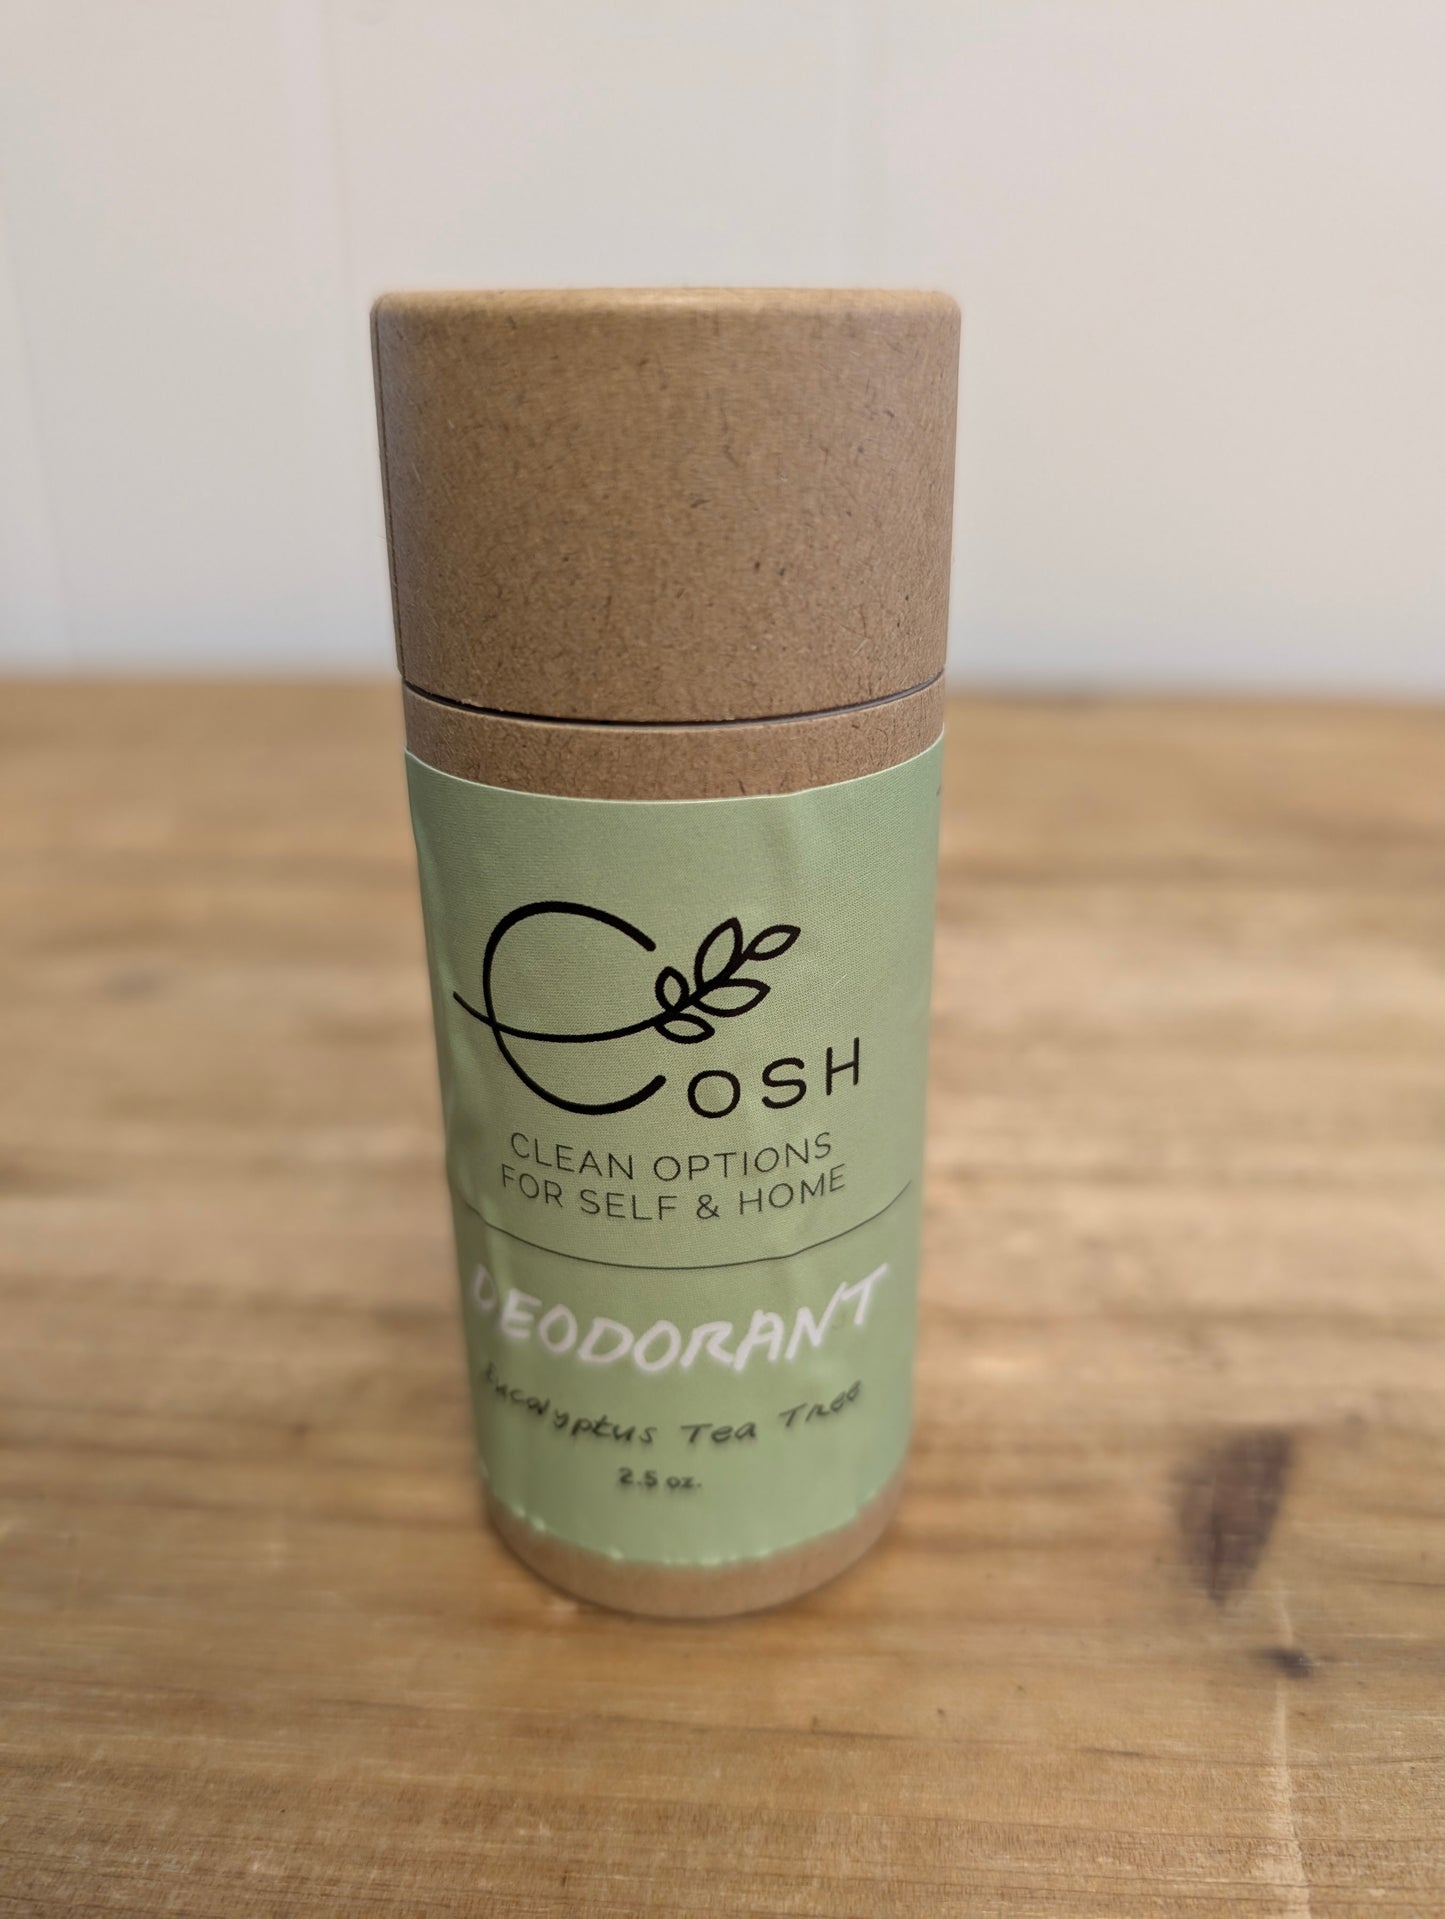 COSH
CLEAN OPTIONS
FOR SELF & HOME
DEODORANT
Eucalyptus Tea Tree
2.5 oz.